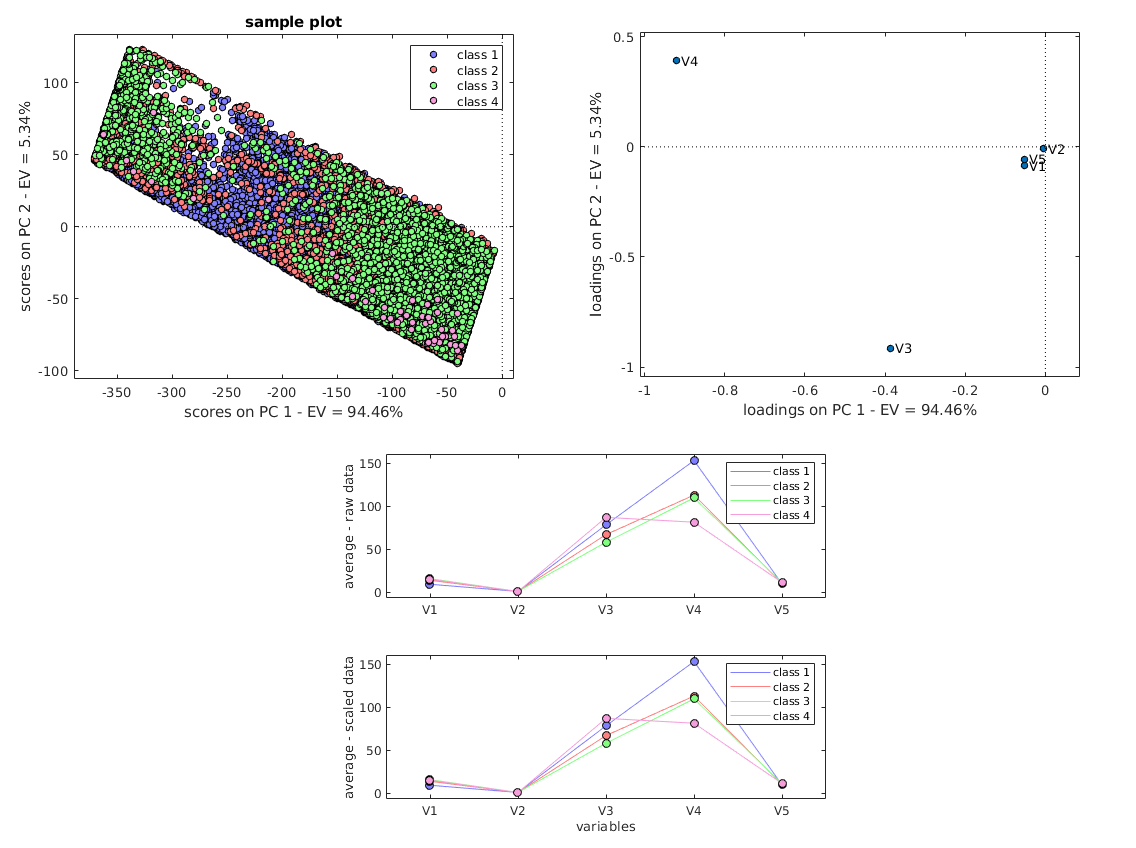 sample plot
scores on PC 2 - EV = 5.34%
100
50
0
-50
-100
-350
-300
-250
-200
-150
-100
-50
0
scores on PC 1 - EV = 94.46%
class 1
class 2
class 3
class 4
loadings on PC 2 - EV = 5.34%
0.5
0
-0.5
-1
-1
-0.8
-0.6
-0.4
-0.2
0
loadings on PC 1 - EV = 94.46%
V4
V2
V5
V1
V3
average - raw data
150
100
50
0
V1
V2
V3
V4
V5
class 1
class 2
class 3
class 4
average - scaled data
150
100
50
0
V1
V2
V3
V4
V5
variables
class 1
class 2
class 3
class 4